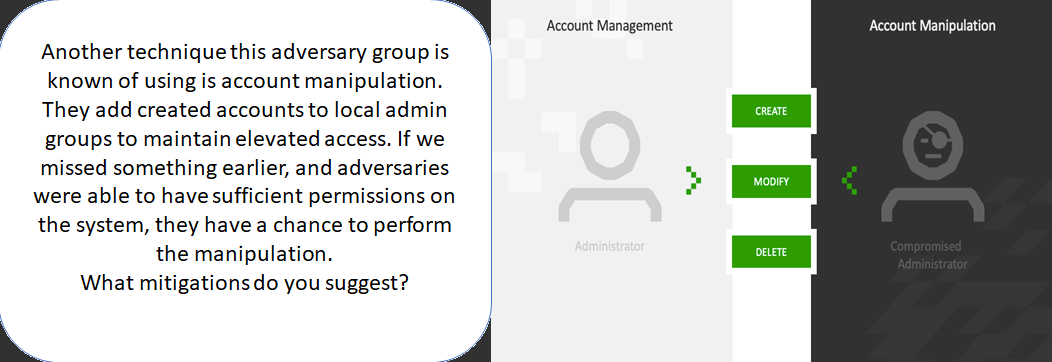 Another technique this adversary group is
known of using is account manipulation.
They add created accounts to local admin
groups to maintain elevated access. If we
missed something earlier, and adversaries
were able to have sufficient permissions on
the system, they have a chance to perform
the manipulation.
What mitigations do you suggest?
Account Management
Administrator
CREATE
MODIFY
DELETE
Account Manipulation
Compromised
Administrator